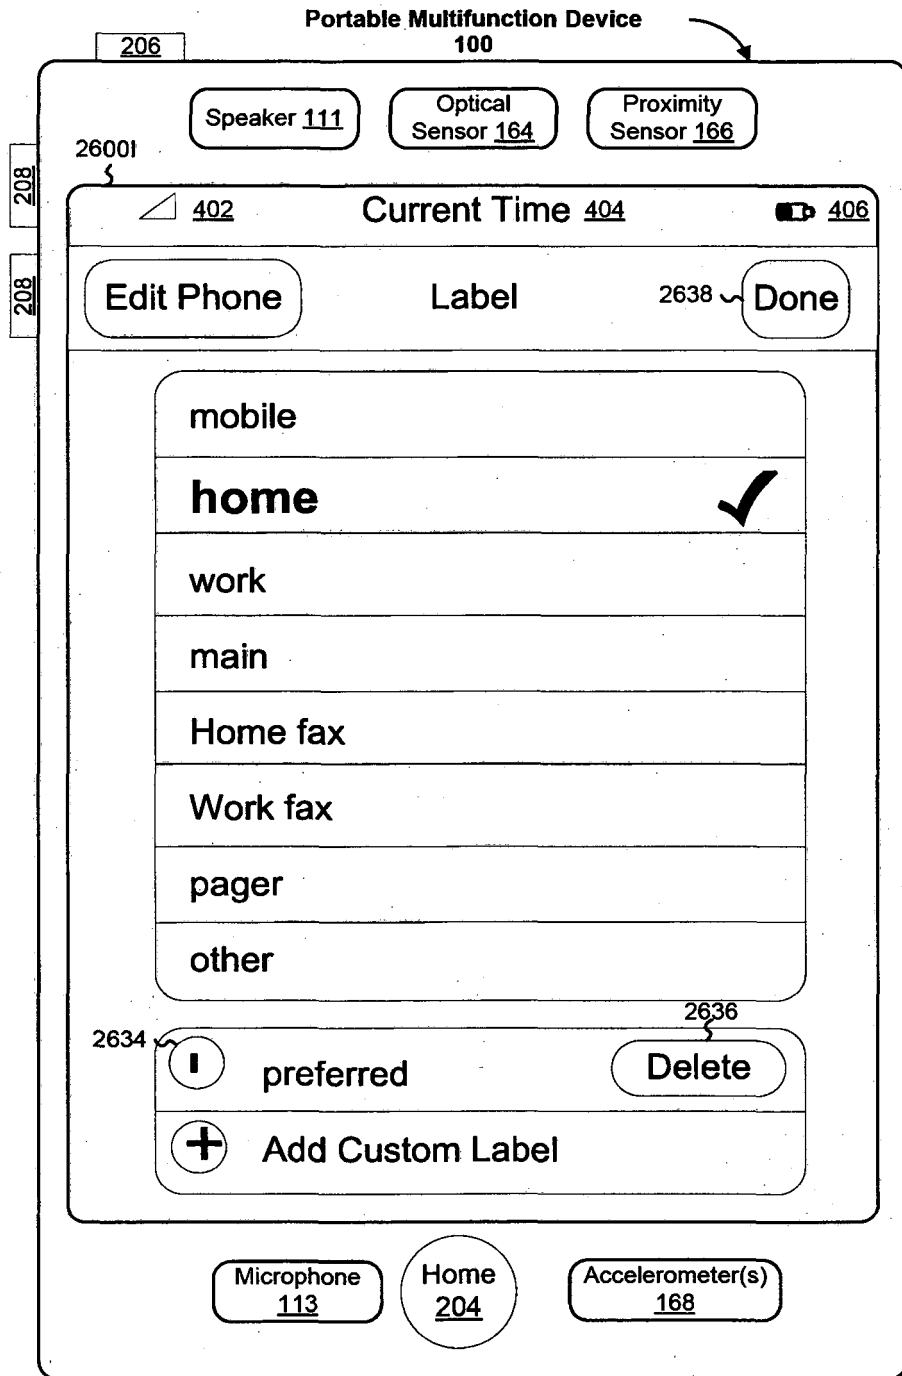 Portable Multifunction Device
100
206
Speaker 111
Optical
Sensor 164
Proximity
Sensor 166
2600I
208
208
402
Current Time 404
406
Edit Phone
Label
2638
Done
mobile
home
work
main
Home fax
Work fax
pager
other
2634
preferred
2636
Delete
Add Custom Label
Microphone
113
Home
204
Accelerometer(s)
168